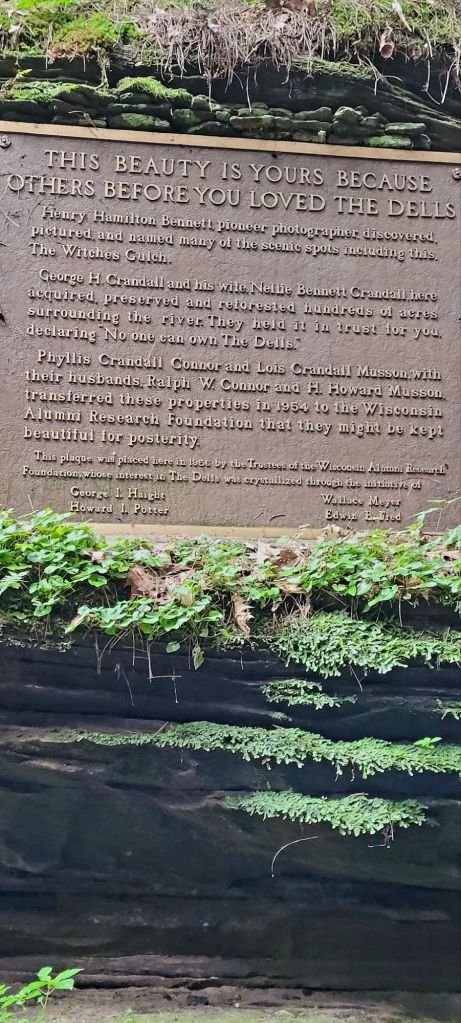 THIS BEAUTY IS YOURS BECAUSE
OTHERS BEFORE YOU LOVED THE DELLS
Henry Hamilton Bennett, pioneer photographer, discovered,
pictured, and named many of the scenic spots including this,
The Witches Gulch.
George H. Crandall and his wife, Nellie Bennett Crandall, here
acquired, preserved and reforested hundreds of acres
surrounding the river. They held it in trust for you,
declaring "No one can own The Dells."
Phyllis Crandall Connor and Lois Crandall Musson, with
their husbands, Ralph W. Connor and H. Howard Musson,
transferred these properties in 1954 to the Wisconsin
Alumni Research Foundation that they might be kept
beautiful for posterity.
This plaque was placed here in 1956 by the Trustees of the Wisconsin Alumni Research
Foundation, whose interest in The Dells was crystallized through the initiative of
George I. Haight Wallace Meyer
Howard I. Potter Edwin B. Fred